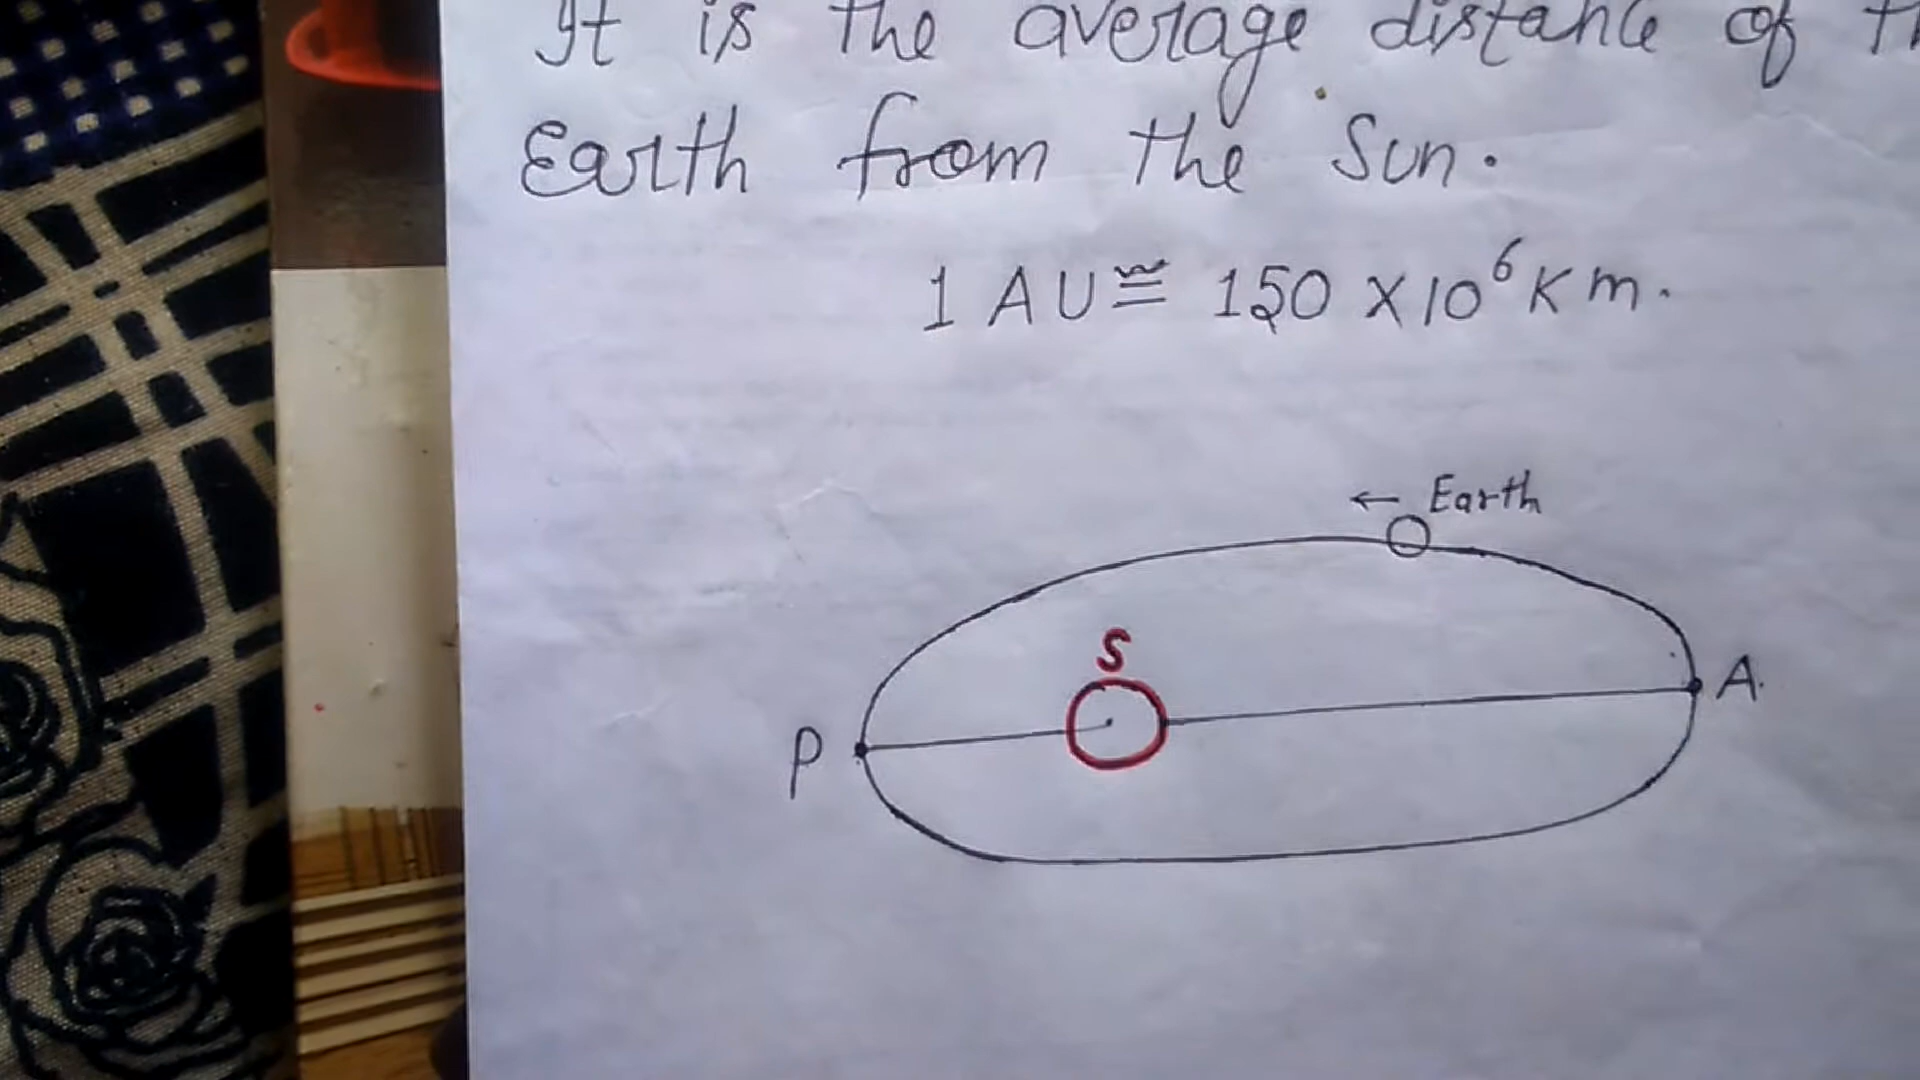 It is the average distance of
Earth from the Sun.
1 AU ≅ 150 X 10⁶ Km.
← Earth
S
A.
P